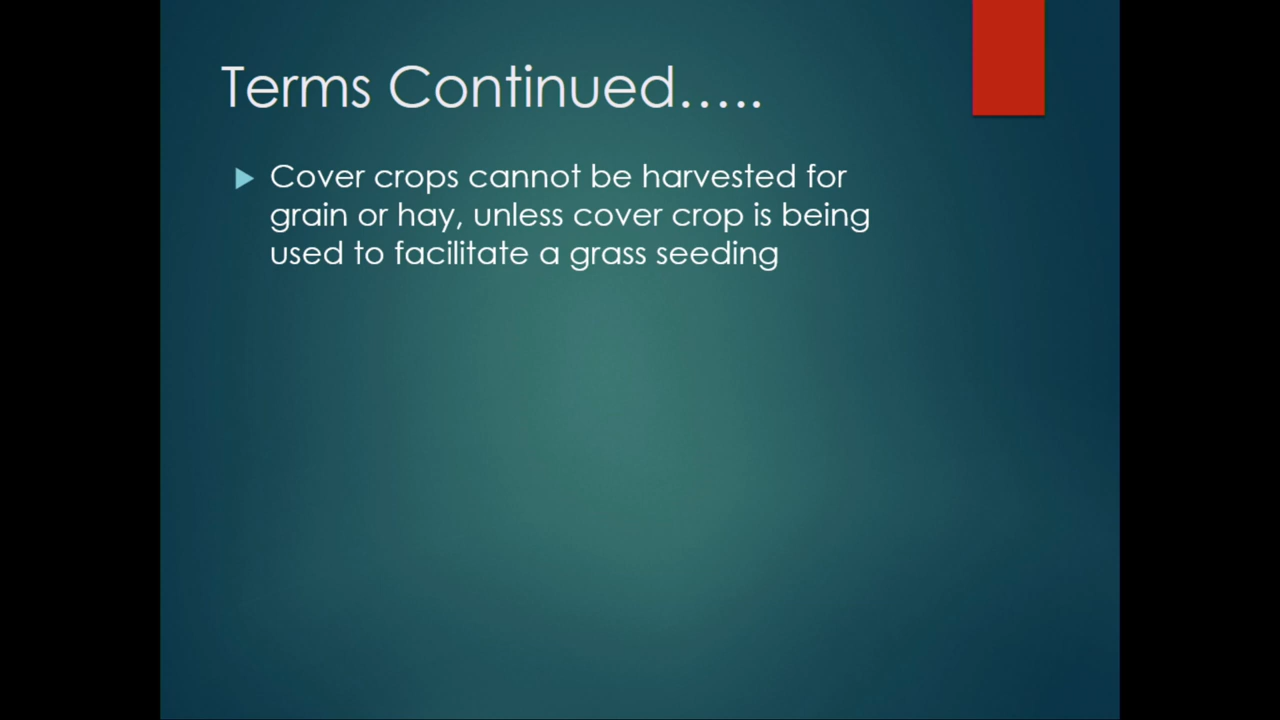 Terms Continued.....
Cover crops cannot be harvested for
grain or hay, unless cover crop is being
used to facilitate a grass seeding